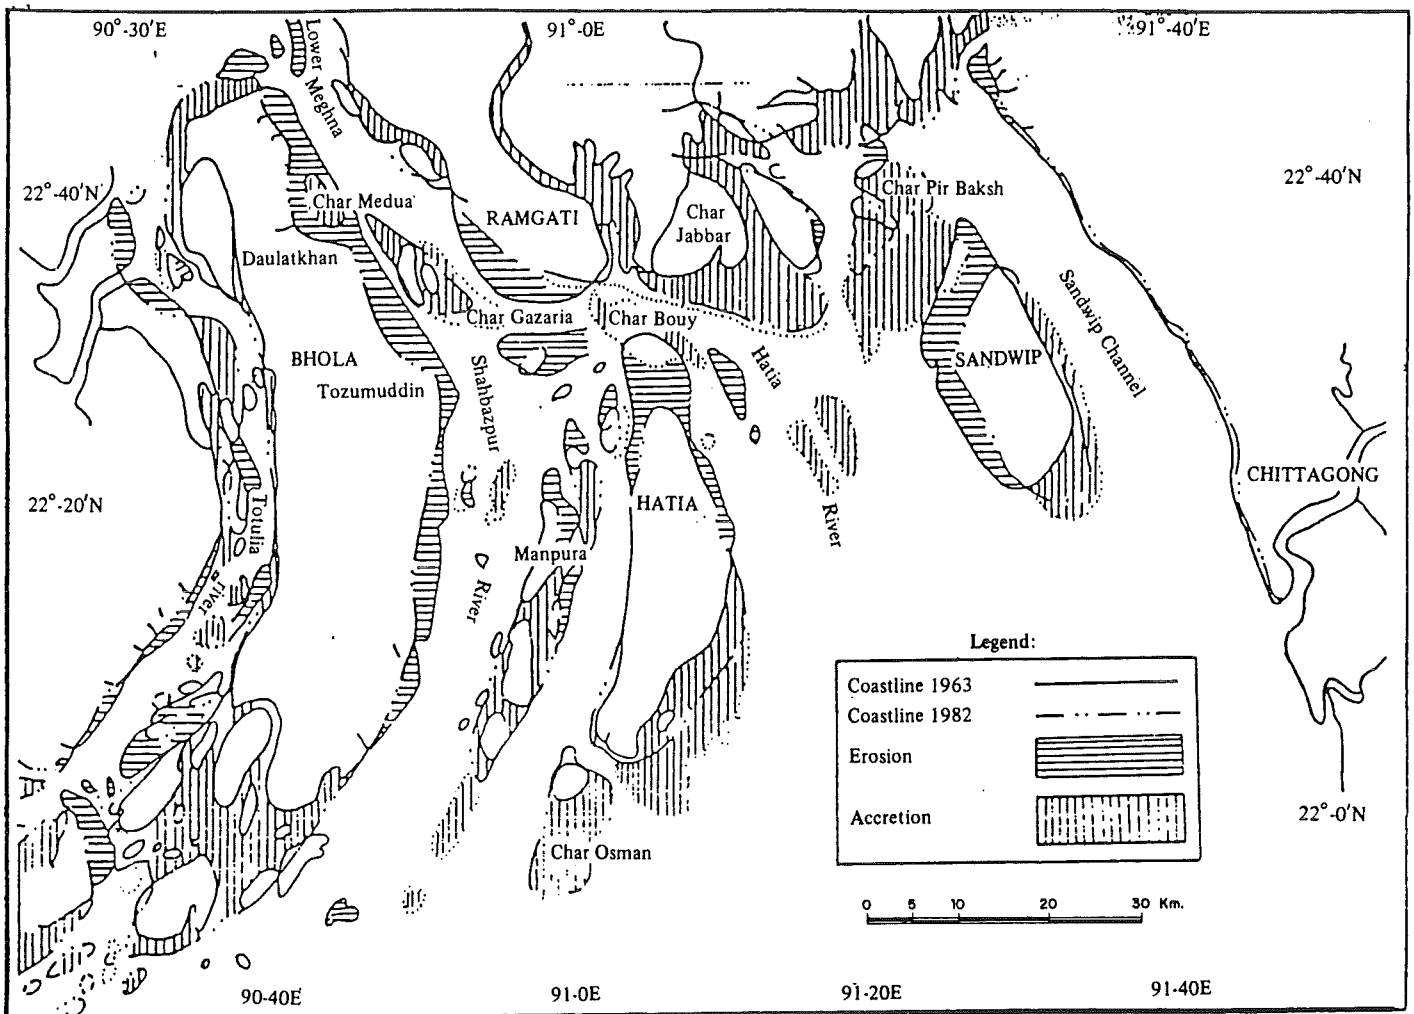 90°-30'E
91°-0'E
91°-40'E
Lower Meghna
22°-40'N
22°-40'N
Char Medua
RAMGATI
Char
Jabbar
Char Pir Baksh
Daulatkhan
Sandwip Channel
Char Gazaria
Char Bouy
BHOLA
Tozumuddin
Shahbazpur
Hatia
SANDWIP
CHITTAGONG
22°-20'N
Totulia
HATIA
River
Manpura
River
River
Legend:
Coastline 1963
Coastline 1982
Erosion
Accretion
22°-0'N
Char Osman
0 5 10 20 30 Km.
90-40E
91-0E
91-20E
91-40E